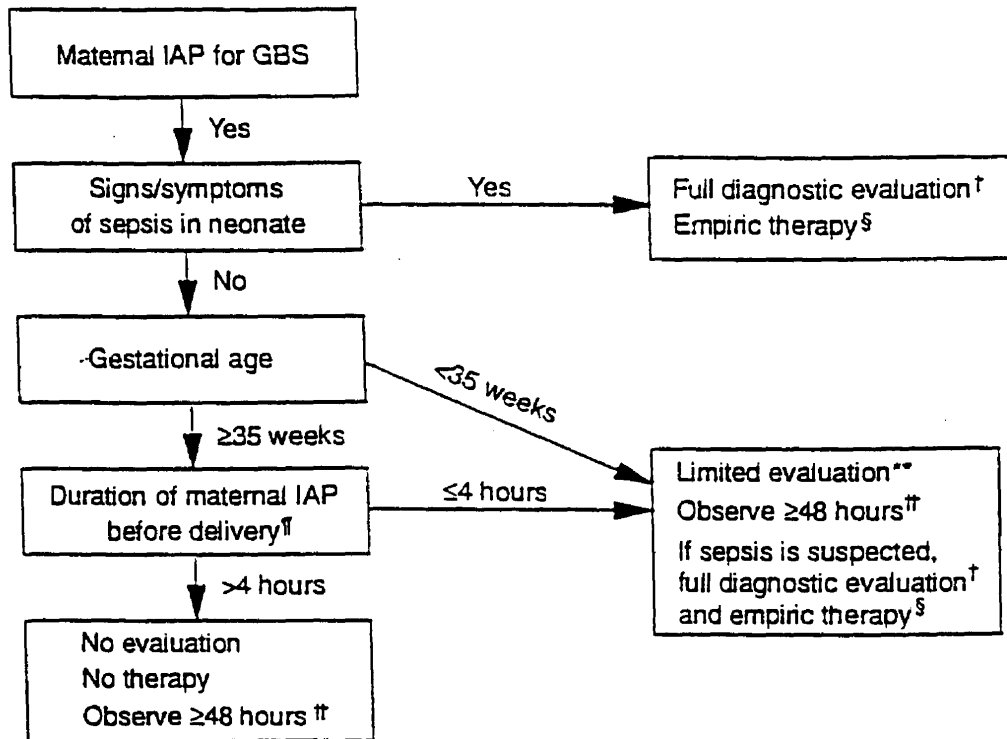 Maternal IAP for GBS
Yes
Signs/symptoms
of sepsis in neonate
Yes
Full diagnostic evaluation†
Empiric therapy§
No
Gestational age
<35 weeks
≥35 weeks
Duration of maternal IAP
before delivery¶
≤4 hours
Limited evaluation**
Observe ≥48 hours††
If sepsis is suspected,
full diagnostic evaluation†
and empiric therapy§
>4 hours
No evaluation
No therapy
Observe ≥48 hours ††